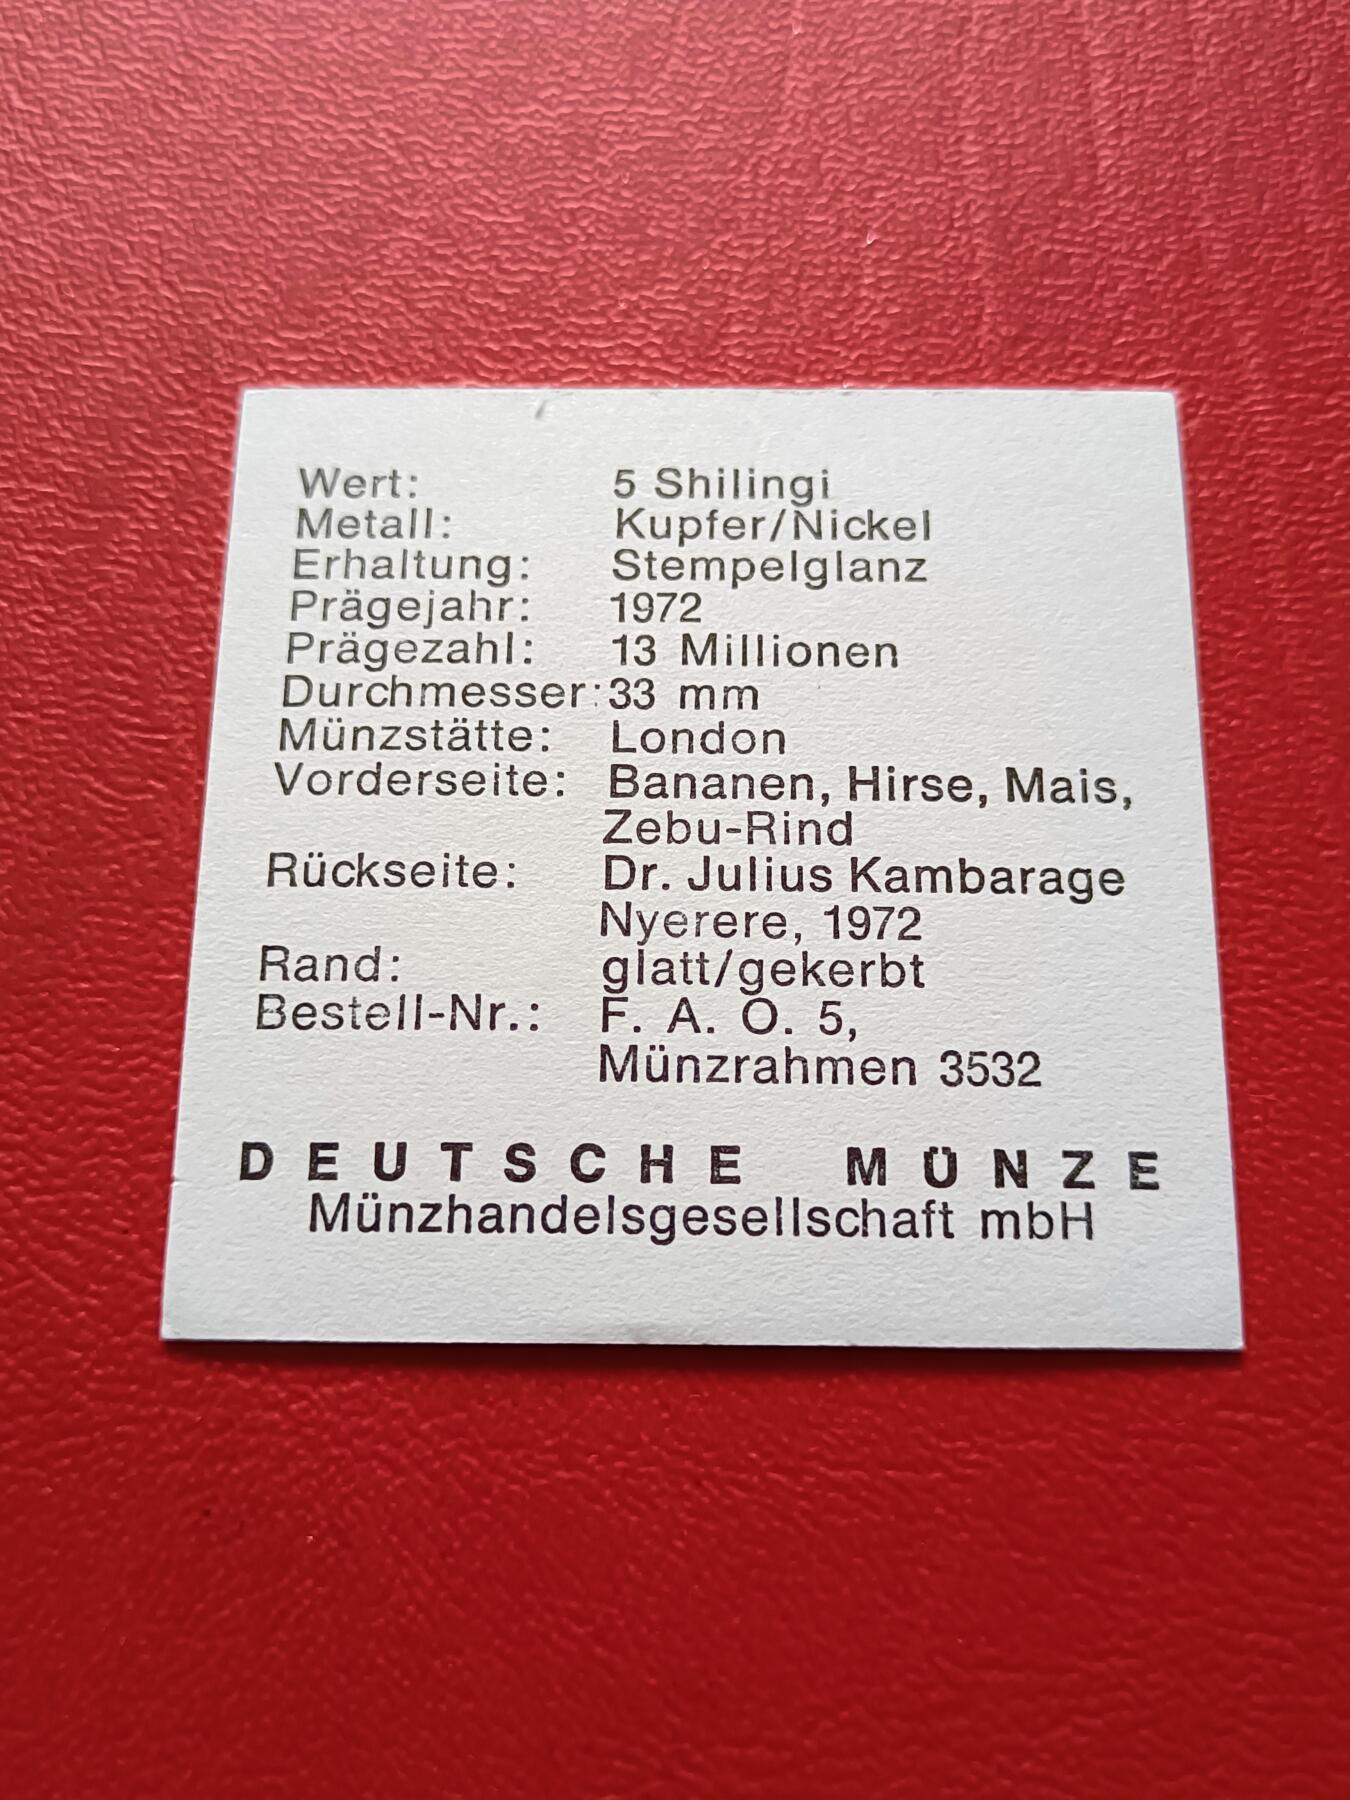 Wert: 5 Shilingi
Metall: Kupfer/Nickel
Erhaltung: Stempelglanz
Prägejahr: 1972
Prägezahl: 13 Millionen
Durchmesser: 33 mm
Münzstätte: London
Vorderseite: Bananen, Hirse, Mais,
Zebu-Rind
Rückseite: Dr. Julius Kambarage
Nyerere, 1972
Rand: glatt/gekerbt
Bestell-Nr.: F. A. O. 5,
Münzrahmen 3532
DEUTSCHE MÜNZE
Münzhandelsgesellschaft mbH